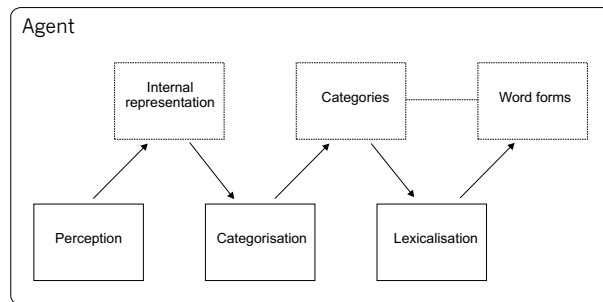 Agent
Internal
representation
Categories
Word forms
Perception
Categorisation
Lexicalisation